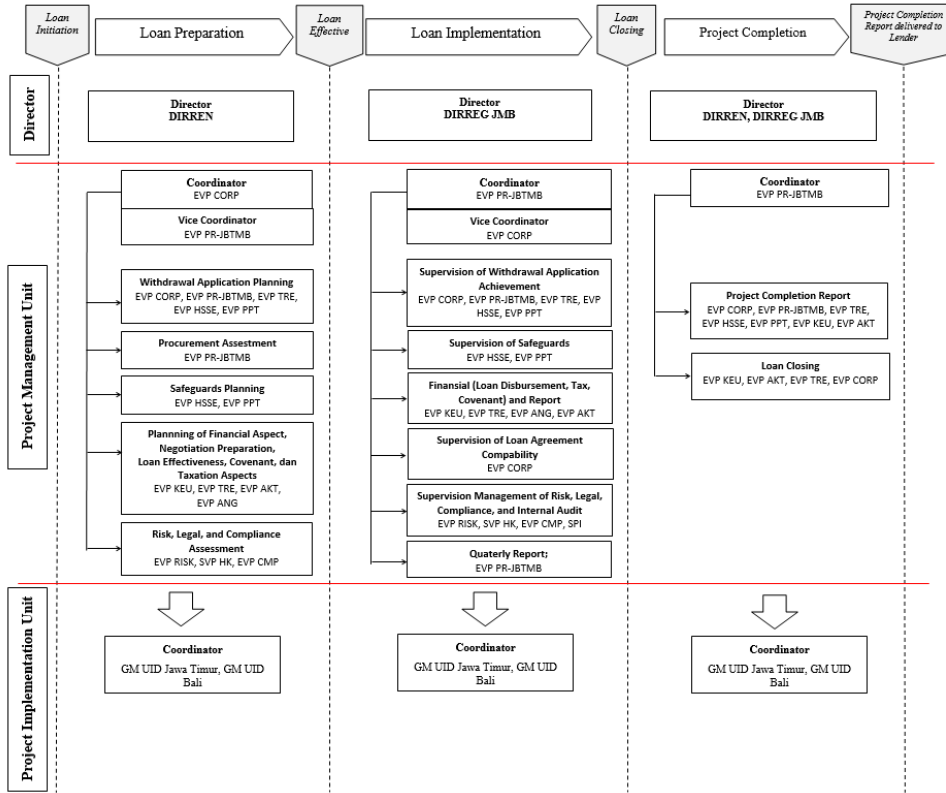 Loan
Initiation
Loan Preparation
Loan
Effective
Loan Implementation
Loan
Closing
Project Completion
Project Completion
Report delivered to
Lender
Director
Director
DIRREN
Director
DIRREG JMB
Director
DIRREN, DIRREG JMB
Project Management Unit
Coordinator
EVP CORP
Vice Coordinator
EVP PR-JBTMB
Withdrawal Application Planning
EVP CORP, EVP PR-JBTMB, EVP TRE,
EVP HSSE, EVP PPT
Procurement Assestment
EVP PR-JBTMB
Safeguards Planning
EVP HSSE, EVP PPT
Plannning of Financial Aspect,
Negotiation Preparation,
Loan Effectiveness, Covenant, dan
Taxation Aspects
EVP KEU, EVP TRE, EVP AKT,
EVP ANG
Risk, Legal, and Compliance
Assessment
EVP RISK, SVP HK, EVP CMP
Coordinator
EVP PR-JBTMB
Vice Coordinator
EVP CORP
Supervision of Withdrawal Application
Achievement
EVP CORP, EVP PR-JBTMB, EVP TRE, EVP
HSSE, EVP PPT
Supervision of Safeguards
EVP HSSE, EVP PPT
Finansial (Loan Disbursement, Tax,
Covenant) and Report
EVP KEU, EVP TRE, EVP ANG, EVP AKT
Supervision of Loan Agreement
Compability
EVP CORP
Supervision Management of Risk, Legal,
Compliance, and Internal Audit
EVP RISK, SVP HK, EVP CMP, SPI
Quaterly Report;
EVP PR-JBTMB
Coordinator
EVP PR-JBTMB
Project Completion Report
EVP CORP, EVP PR-JBTMB, EVP TRE,
EVP HSSE, EVP PPT, EVP KEU, EVP AKT
Loan Closing
EVP KEU, EVP AKT, EVP TRE, EVP CORP
Project Implementation Unit
Coordinator
GM UID Jawa Timur, GM UID
Bali
Coordinator
GM UID Jawa Timur, GM UID
Bali
Coordinator
GM UID Jawa Timur, GM UID
Bali